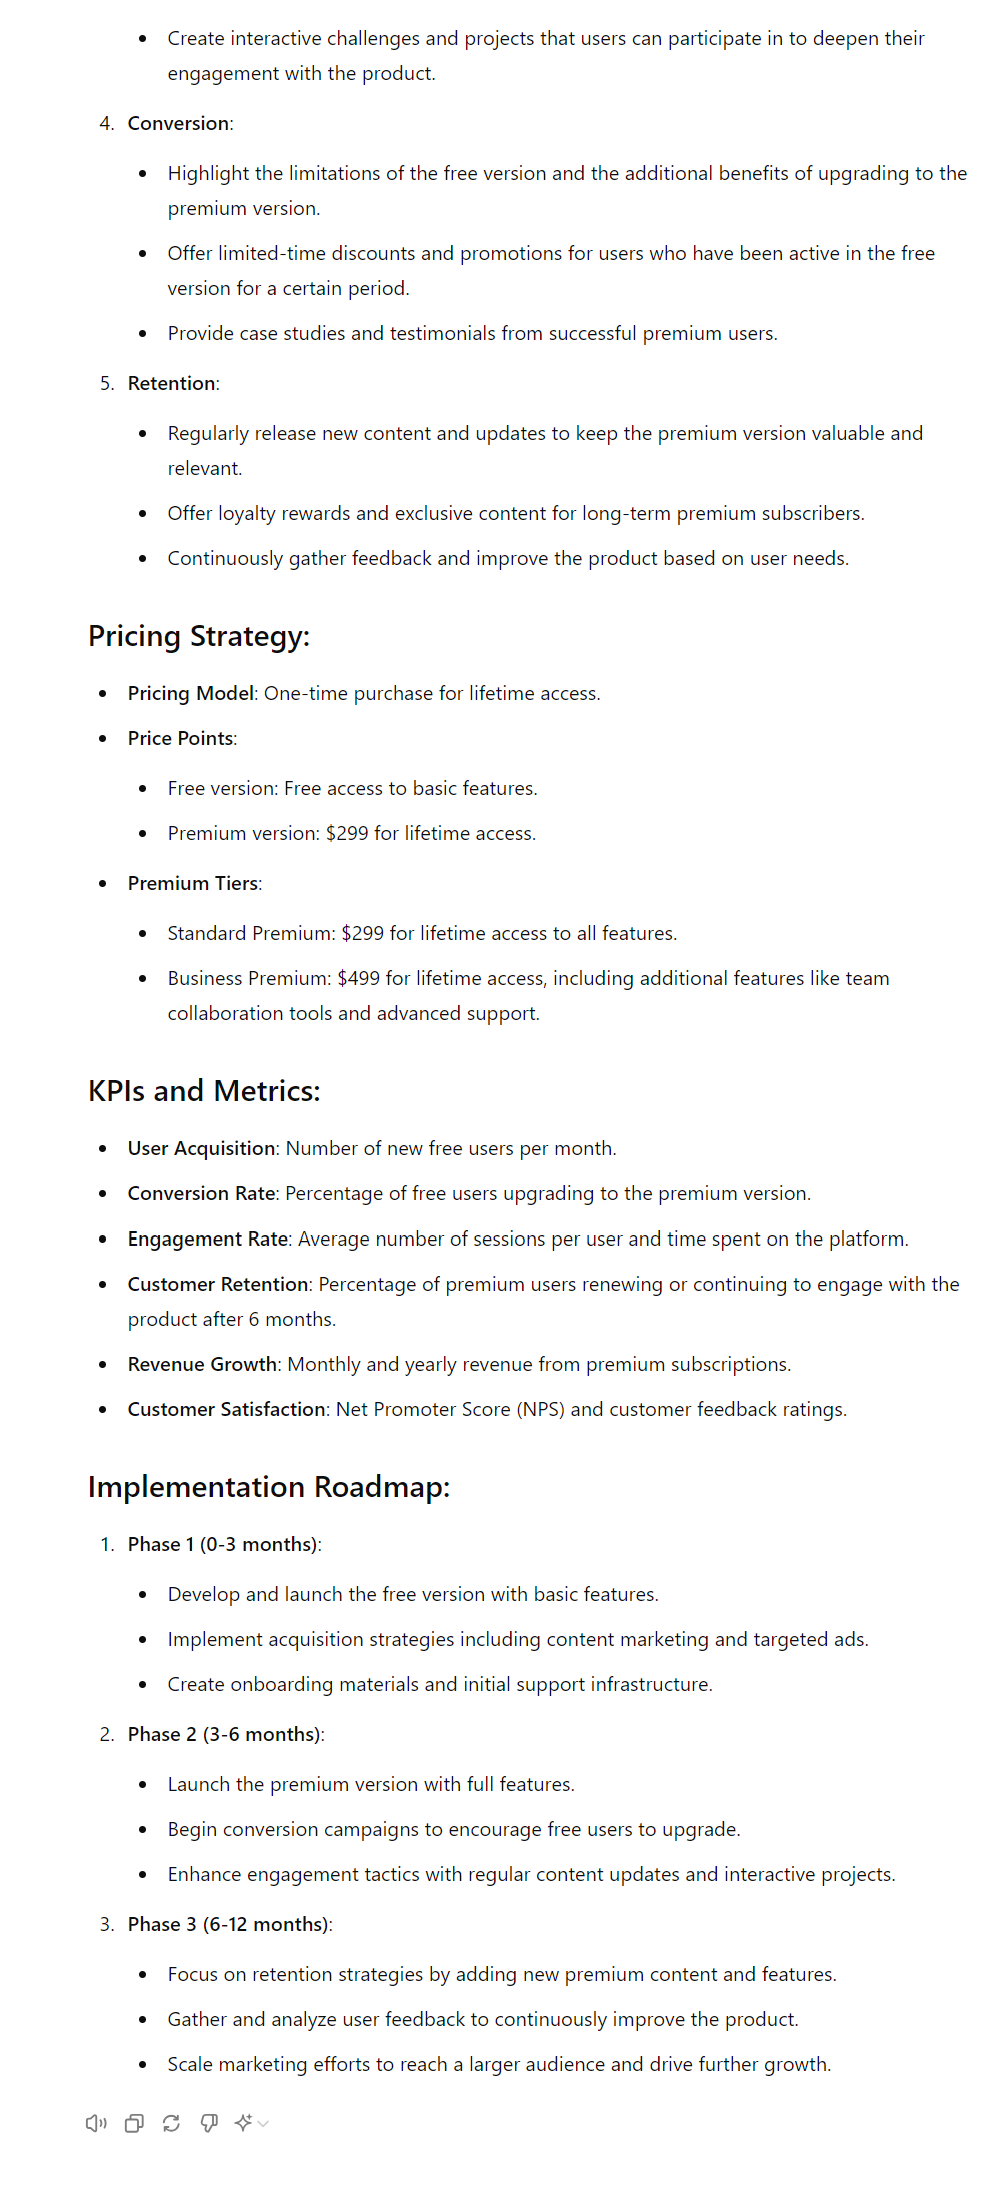 • Create interactive challenges and projects that users can participate in to deepen their
engagement with the product.
4. Conversion:
• Highlight the limitations of the free version and the additional benefits of upgrading to the
premium version.
• Offer limited-time discounts and promotions for users who have been active in the free
version for a certain period.
• Provide case studies and testimonials from successful premium users.
5. Retention:
• Regularly release new content and updates to keep the premium version valuable and
relevant.
• Offer loyalty rewards and exclusive content for long-term premium subscribers.
• Continuously gather feedback and improve the product based on user needs.
Pricing Strategy:
• Pricing Model: One-time purchase for lifetime access.
• Price Points:
• Free version: Free access to basic features.
• Premium version: $299 for lifetime access.
• Premium Tiers:
• Standard Premium: $299 for lifetime access to all features.
• Business Premium: $499 for lifetime access, including additional features like team
collaboration tools and advanced support.
KPIs and Metrics:
• User Acquisition: Number of new free users per month.
• Conversion Rate: Percentage of free users upgrading to the premium version.
• Engagement Rate: Average number of sessions per user and time spent on the platform.
• Customer Retention: Percentage of premium users renewing or continuing to engage with the
product after 6 months.
• Revenue Growth: Monthly and yearly revenue from premium subscriptions.
• Customer Satisfaction: Net Promoter Score (NPS) and customer feedback ratings.
Implementation Roadmap:
1. Phase 1 (0-3 months):
• Develop and launch the free version with basic features.
• Implement acquisition strategies including content marketing and targeted ads.
• Create onboarding materials and initial support infrastructure.
2. Phase 2 (3-6 months):
• Launch the premium version with full features.
• Begin conversion campaigns to encourage free users to upgrade.
• Enhance engagement tactics with regular content updates and interactive projects.
3. Phase 3 (6-12 months):
• Focus on retention strategies by adding new premium content and features.
• Gather and analyze user feedback to continuously improve the product.
• Scale marketing efforts to reach a larger audience and drive further growth.